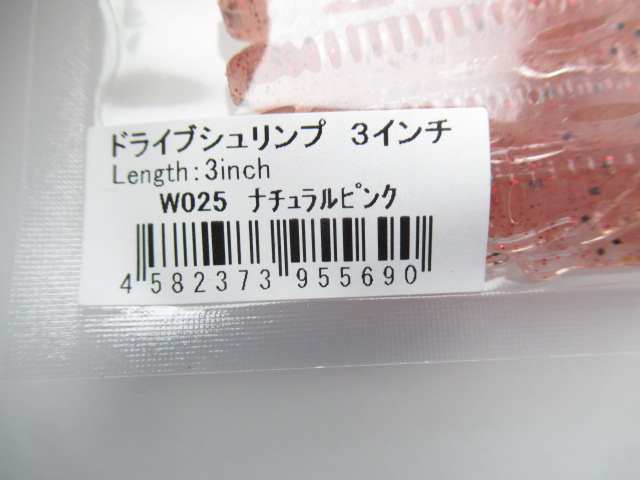 ドライブシュリンプ 3インチ
Length:3inch
W025 ﾅﾁｭﾗﾙﾋﾟﾝｸ
4 582373 955690